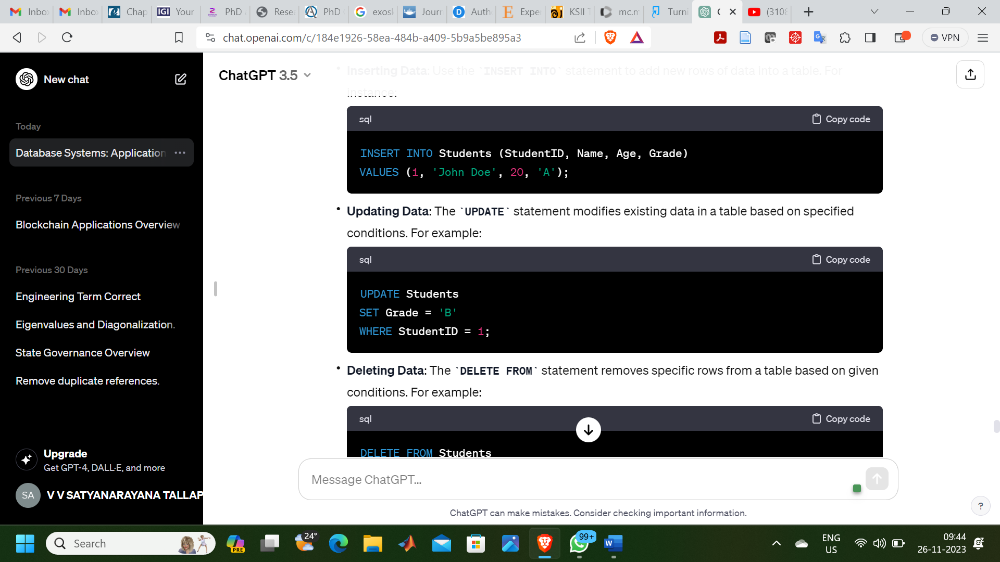 Inbo
Inbo
Chap
IGI
Your
PhD
Rese
PhD
exosk
Journ
Auth
Expe
KSII T
mc.m
Turni
(3108
chat.openai.com/c/184e1926-58ea-484b-a409-5b9a5be895a3
VPN
New chat
Today
Database Systems: Application
Previous 7 Days
Blockchain Applications Overview
Previous 30 Days
Engineering Term Correct
Eigenvalues and Diagonalization.
State Governance Overview
Remove duplicate references.
Upgrade
Get GPT-4, DALL·E, and more
SA
V V SATYANARAYANA TALLAP
ChatGPT 3.5
• Inserting Data: Use the `INSERT INTO` statement to add new rows of data into a table. For
instance:
sql
Copy code
INSERT INTO Students (StudentID, Name, Age, Grade)
VALUES (1, 'John Doe', 20, 'A');
• Updating Data: The `UPDATE` statement modifies existing data in a table based on specified
conditions. For example:
sql
Copy code
UPDATE Students
SET Grade = 'B'
WHERE StudentID = 1;
• Deleting Data: The `DELETE FROM` statement removes specific rows from a table based on given
conditions. For example:
sql
Copy code
DELETE FROM Students
Message ChatGPT...
ChatGPT can make mistakes. Consider checking important information.
?
Search
PRE
24°
99+
ENG
US
09:44
26-11-2023